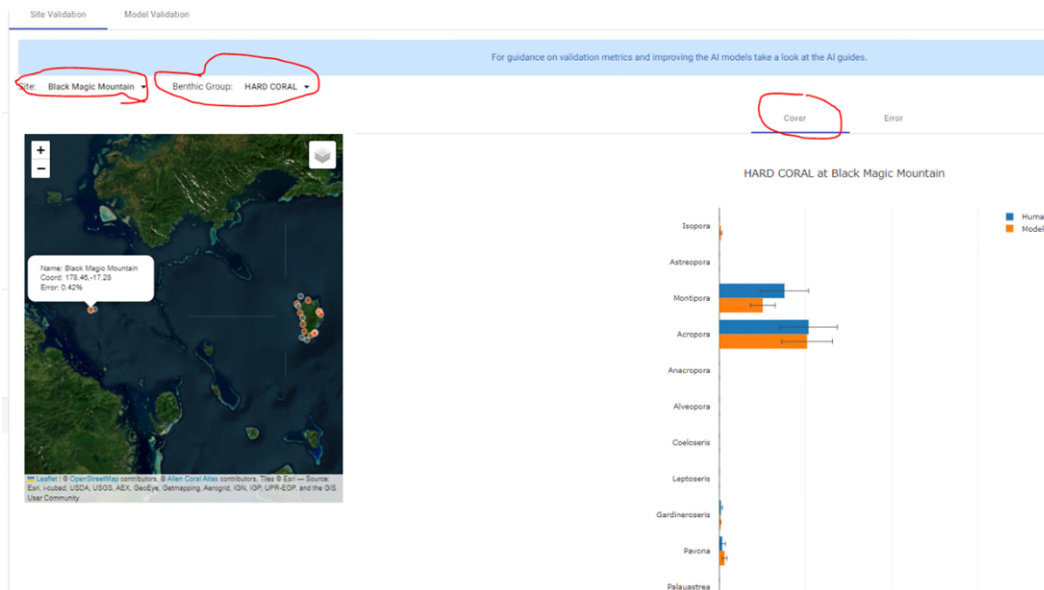 Site Validation
Model Validation
For guidance on validation metrics and improving the AI models take a look at the AI guides.
Site: Black Magic Mountain
Benthic Group: HARD CORAL
Cover
Error
+
−
Name: Black Magic Mountain
Coord: 178.46,-17.28
Error: 0.42%
Leaflet | © OpenStreetMap contributors, © Allen Coral Atlas contributors, Tiles © Esri — Source:
Esri, i-cubed, USDA, USGS, AEX, GeoEye, Getmapping, Aerogrid, IGN, IGP, UPR-EGP, and the GIS
User Community
HARD CORAL at Black Magic Mountain
Isopora
Astreopora
Montipora
Acropora
Anacropora
Alveopora
Coeloseris
Leptoseris
Gardineroseris
Pavona
Palauastrea
Huma
Model